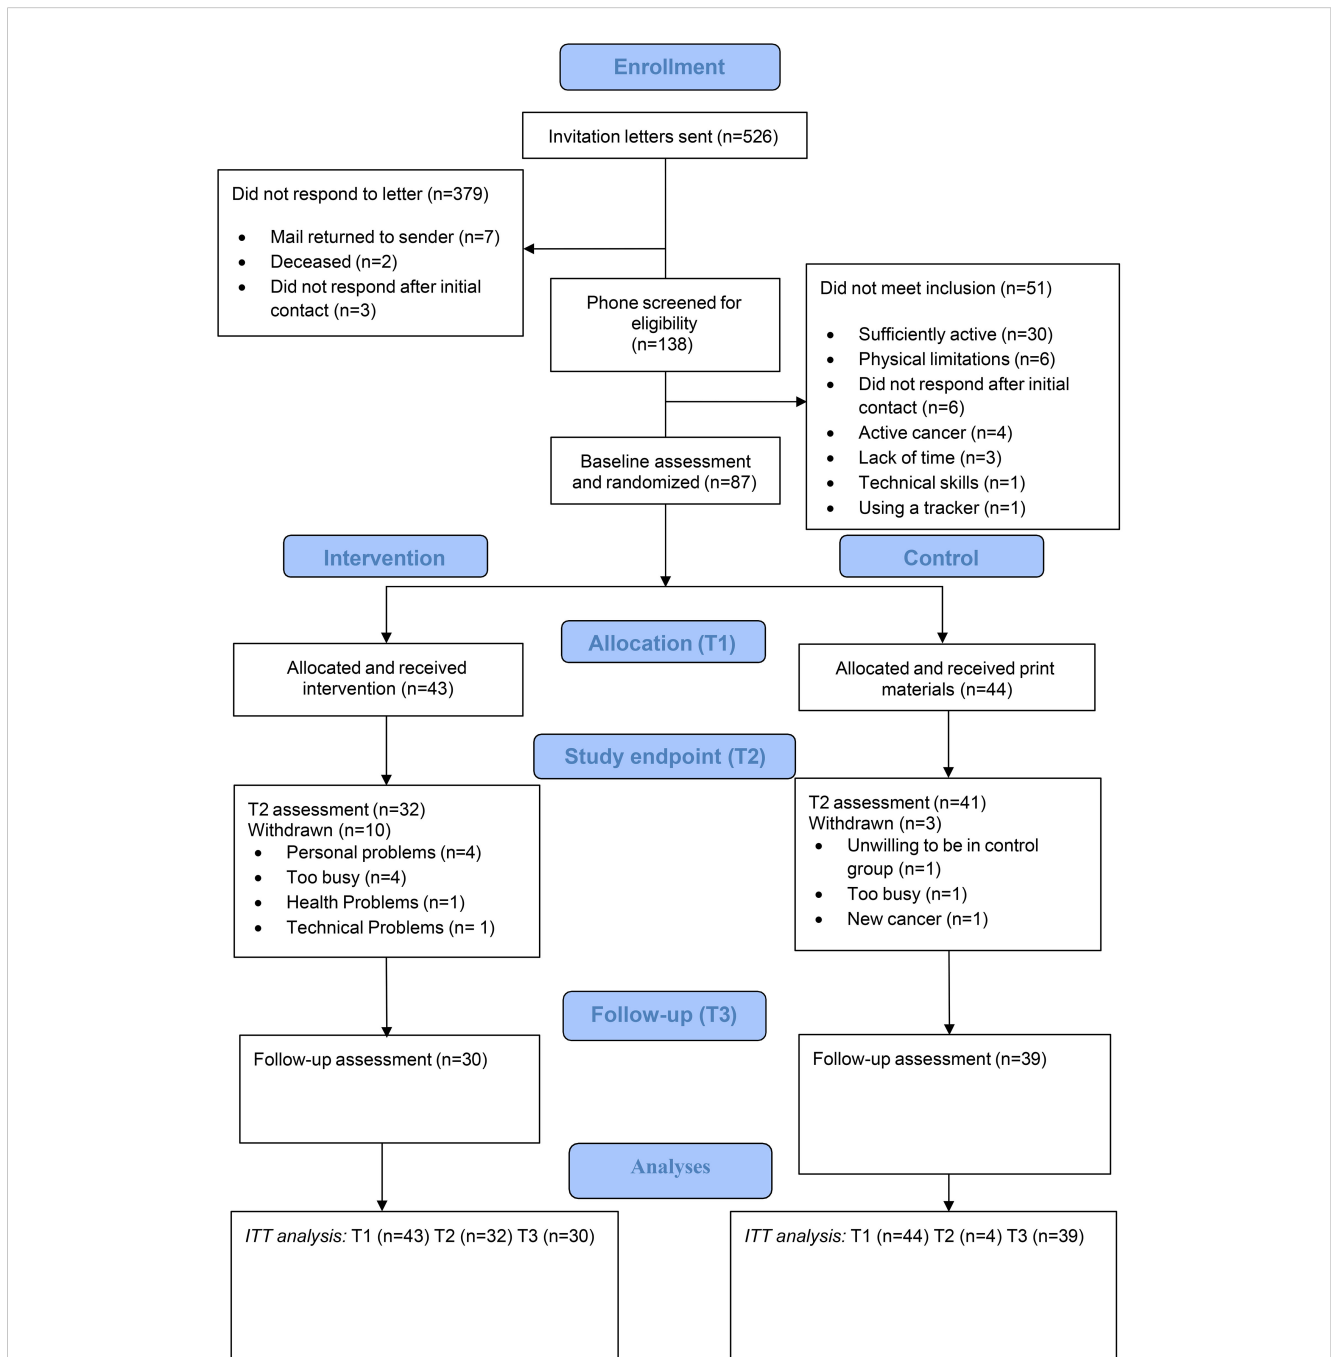 Enrollment
Invitation letters sent (n=526)
Did not respond to letter (n=379)
• Mail returned to sender (n=7)
• Deceased (n=2)
• Did not respond after initial
contact (n=3)
Phone screened for
eligibility
(n=138)
Did not meet inclusion (n=51)
• Sufficiently active (n=30)
• Physical limitations (n=6)
• Did not respond after initial
contact (n=6)
• Active cancer (n=4)
• Lack of time (n=3)
• Technical skills (n=1)
• Using a tracker (n=1)
Baseline assessment
and randomized (n=87)
Intervention
Control
Allocation (T1)
Allocated and received
intervention (n=43)
Allocated and received print
materials (n=44)
Study endpoint (T2)
T2 assessment (n=32)
Withdrawn (n=10)
• Personal problems (n=4)
• Too busy (n=4)
• Health Problems (n=1)
• Technical Problems (n= 1)
T2 assessment (n=41)
Withdrawn (n=3)
• Unwilling to be in control
group (n=1)
• Too busy (n=1)
• New cancer (n=1)
Follow-up (T3)
Follow-up assessment (n=30)
Follow-up assessment (n=39)
Analyses
ITT analysis: T1 (n=43) T2 (n=32) T3 (n=30)
ITT analysis: T1 (n=44) T2 (n=4) T3 (n=39)